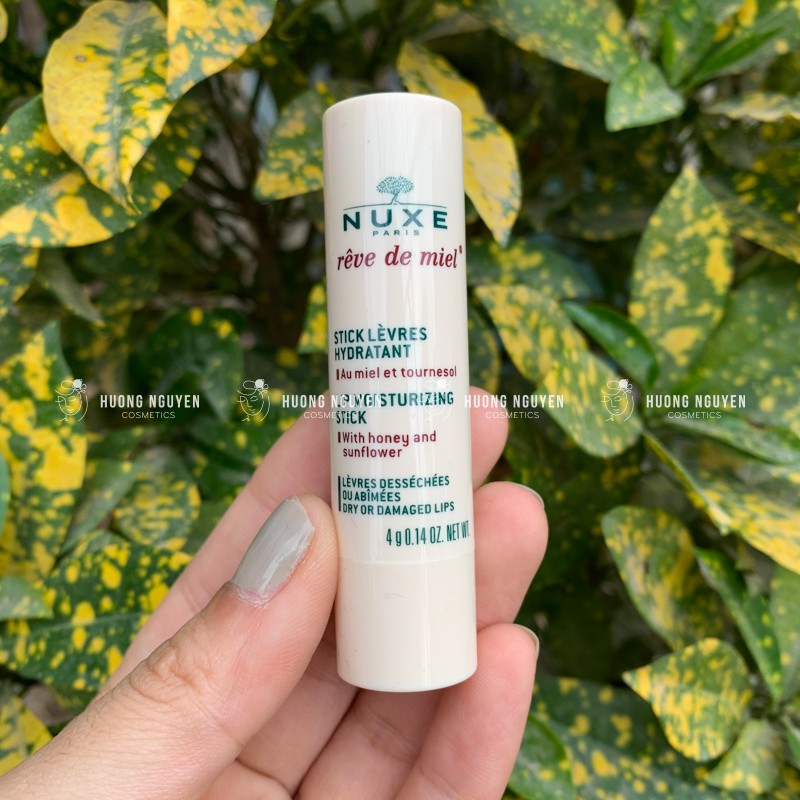 NUXE
PARIS
rêve de miel®
STICK LÈVRES
HYDRATANT
Au miel et tournesol
MOISTURIZING
STICK
With honey and
sunflower
LÈVRES DESSÉCHÉES
OU ABÎMÉES
DRY OR DAMAGED LIPS
4 g 0.14 OZ. NET WT.
HUONG NGUYEN
COSMETICS
HUONG NGUYEN
COSMETICS
HUONG NGUYEN
COSMETICS
HUONG NGUYEN
COSMETICS